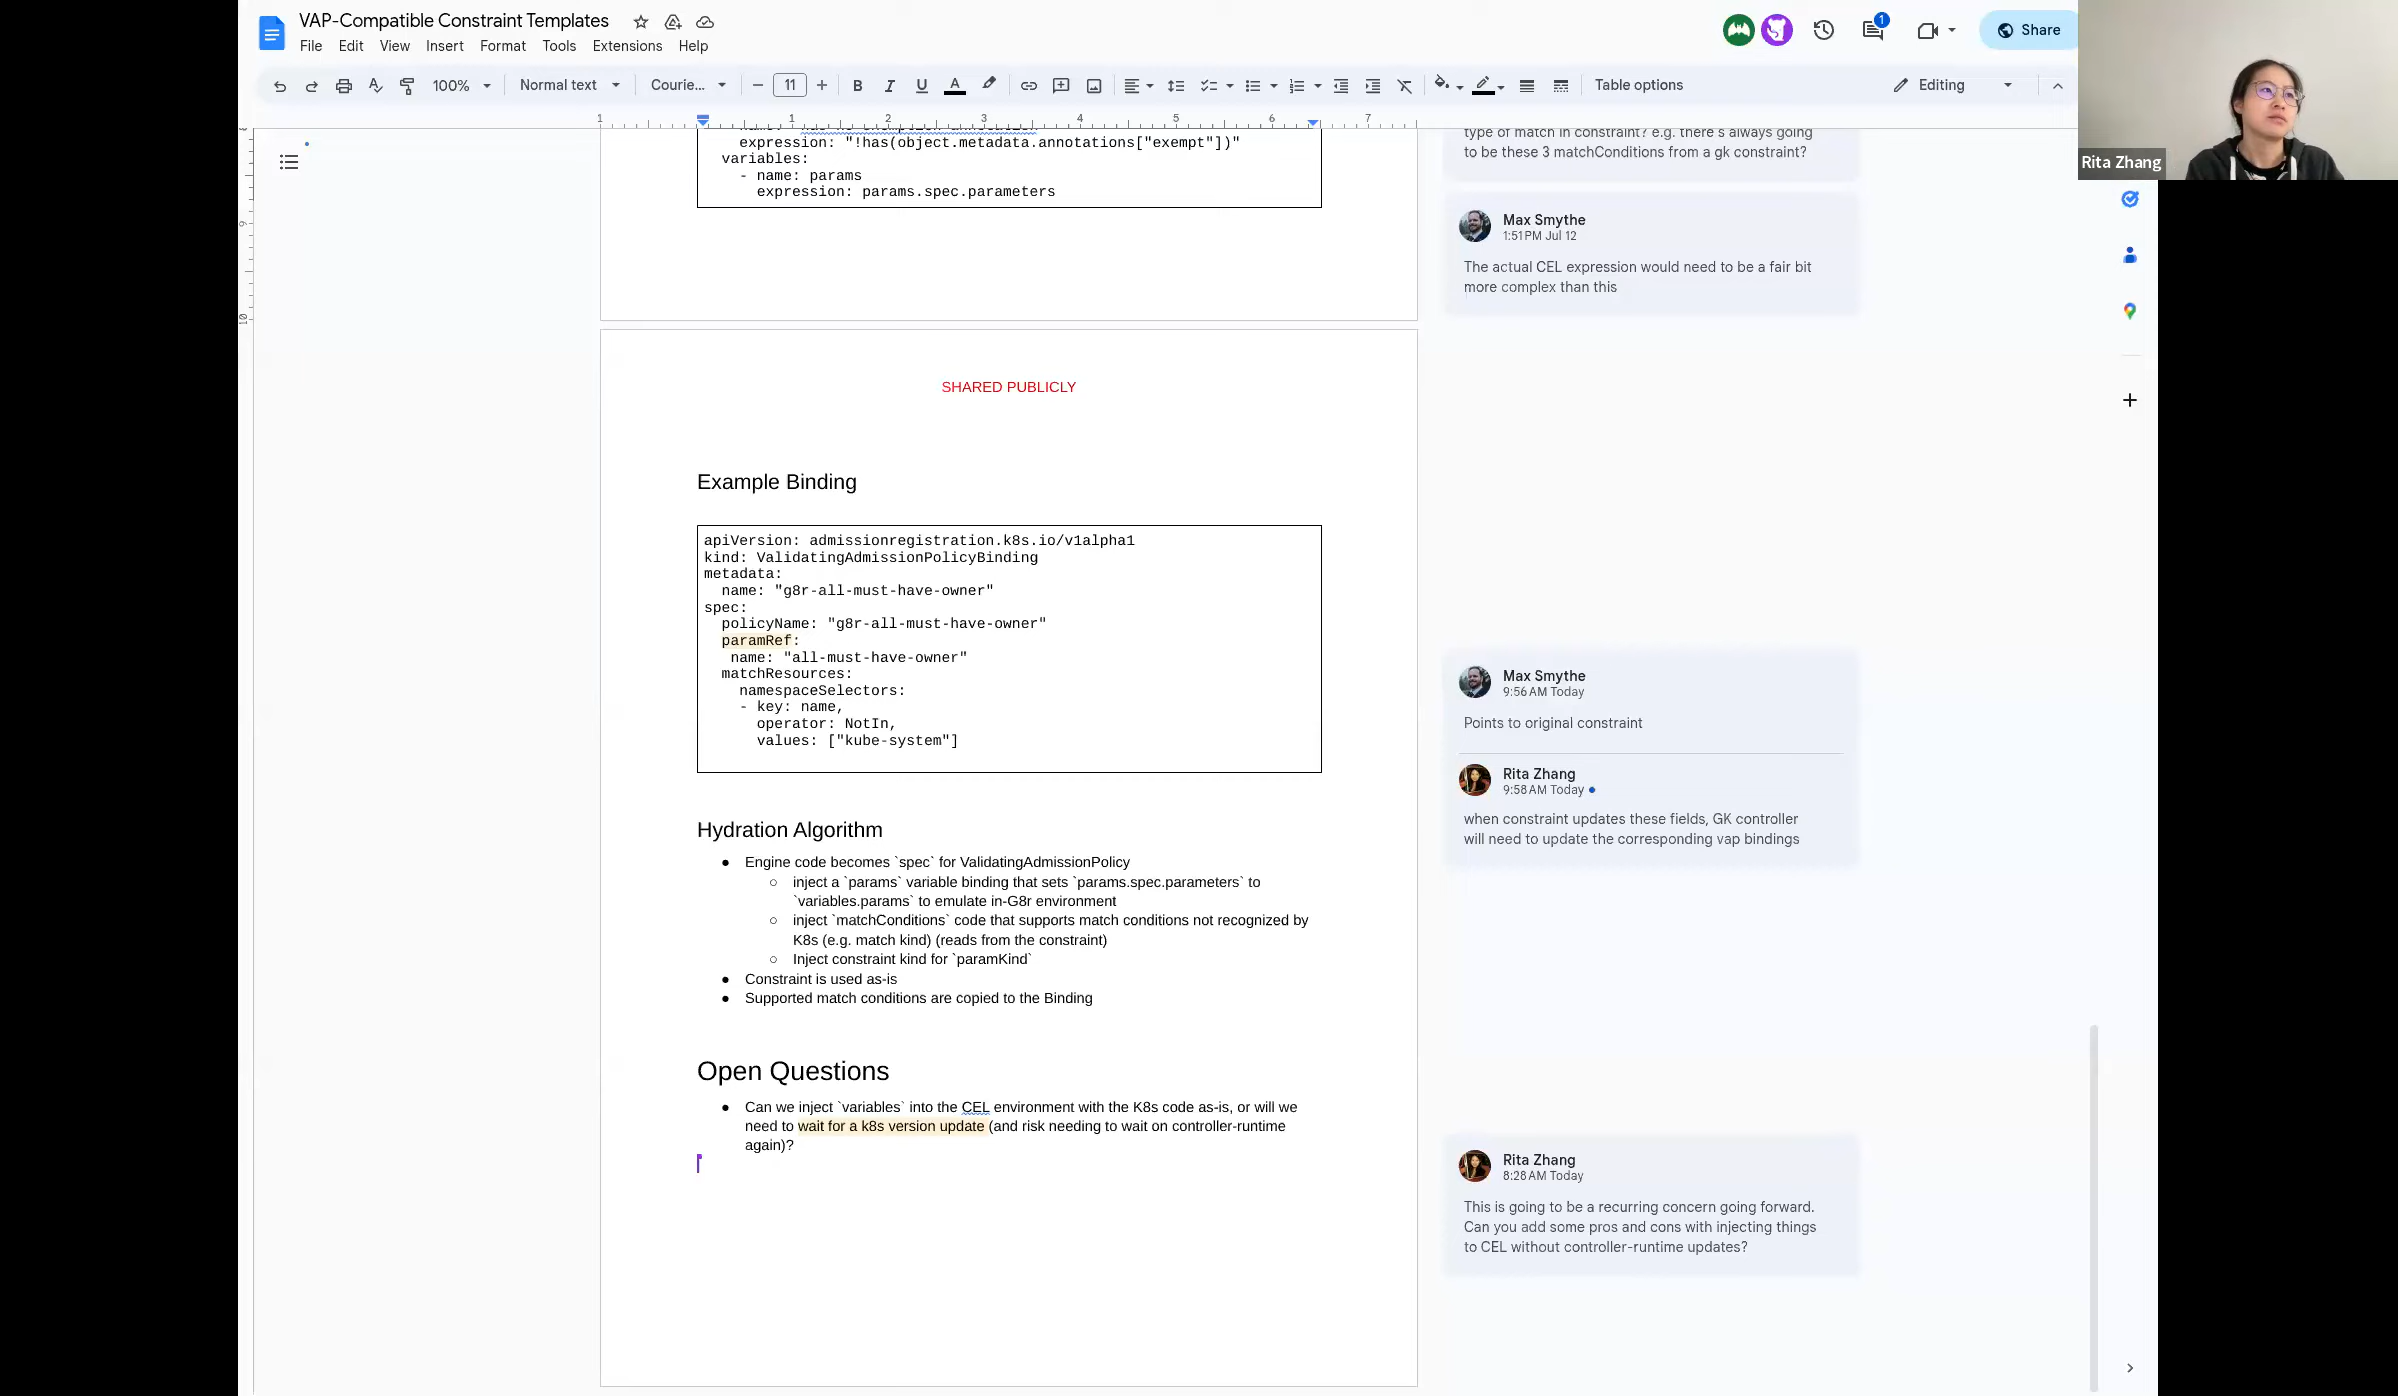 VAP-Compatible Constraint Templates
File Edit View Insert Format Tools Extensions Help
1
Share
100% Normal text Courie... 11 Table options Editing
1 1 2 3 4 5 6 7
9
10
expression: "!has(object.metadata.annotations["exempt"])"
variables:
- name: params
expression: params.spec.parameters
type of match in constraint? e.g. there's always going
to be these 3 matchConditions from a gk constraint?
Rita Zhang
Max Smythe
1:51 PM Jul 12
The actual CEL expression would need to be a fair bit
more complex than this
SHARED PUBLICLY
Example Binding
apiVersion: admissionregistration.k8s.io/v1alpha1
kind: ValidatingAdmissionPolicyBinding
metadata:
name: "g8r-all-must-have-owner"
spec:
policyName: "g8r-all-must-have-owner"
paramRef:
name: "all-must-have-owner"
matchResources:
namespaceSelectors:
- key: name,
operator: NotIn,
values: ["kube-system"]
Max Smythe
9:56 AM Today
Points to original constraint
Rita Zhang
9:58 AM Today
when constraint updates these fields, GK controller
will need to update the corresponding vap bindings
Hydration Algorithm
● Engine code becomes `spec` for ValidatingAdmissionPolicy
○ inject a `params` variable binding that sets `params.spec.parameters` to
`variables.params` to emulate in-G8r environment
○ inject `matchConditions` code that supports match conditions not recognized by
K8s (e.g. match kind) (reads from the constraint)
○ Inject constraint kind for `paramKind`
● Constraint is used as-is
● Supported match conditions are copied to the Binding
Open Questions
● Can we inject `variables` into the CEL environment with the K8s code as-is, or will we
need to wait for a k8s version update (and risk needing to wait on controller-runtime
again)?
Rita Zhang
8:28 AM Today
This is going to be a recurring concern going forward.
Can you add some pros and cons with injecting things
to CEL without controller-runtime updates?